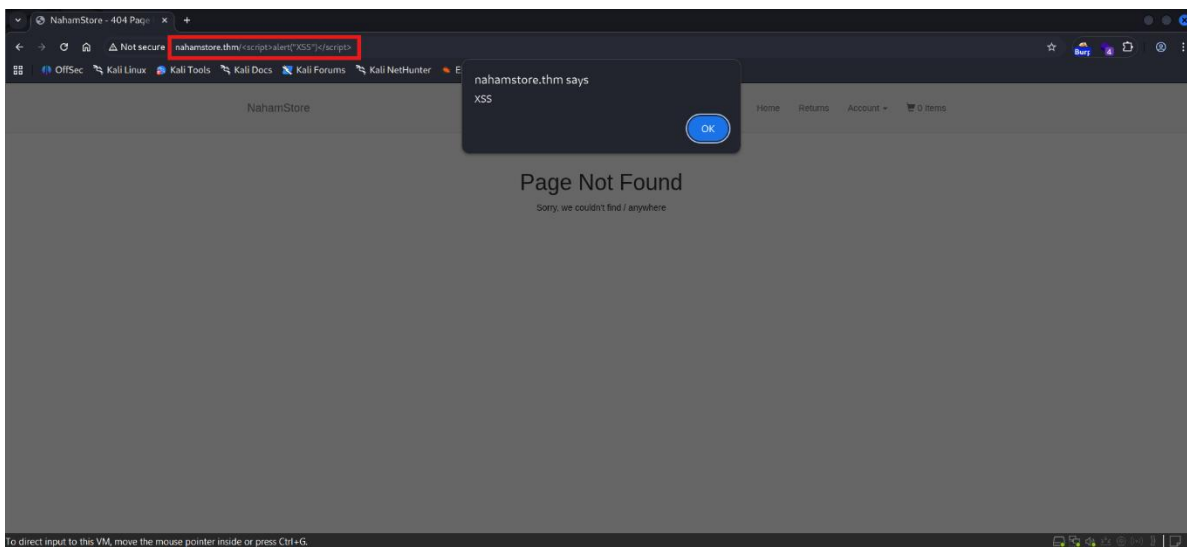 NahamStore - 404 Page
Not secure nahamstore.thm/<script>alert("XSS")</script>
OffSec Kali Linux Kali Tools Kali Docs Kali Forums Kali NetHunter E
nahamstore.thm says
XSS
OK
NahamStore Home Returns Account 0 Items
Page Not Found
Sorry, we couldn't find / anywhere
To direct input to this VM, move the mouse pointer inside or press Ctrl+G.